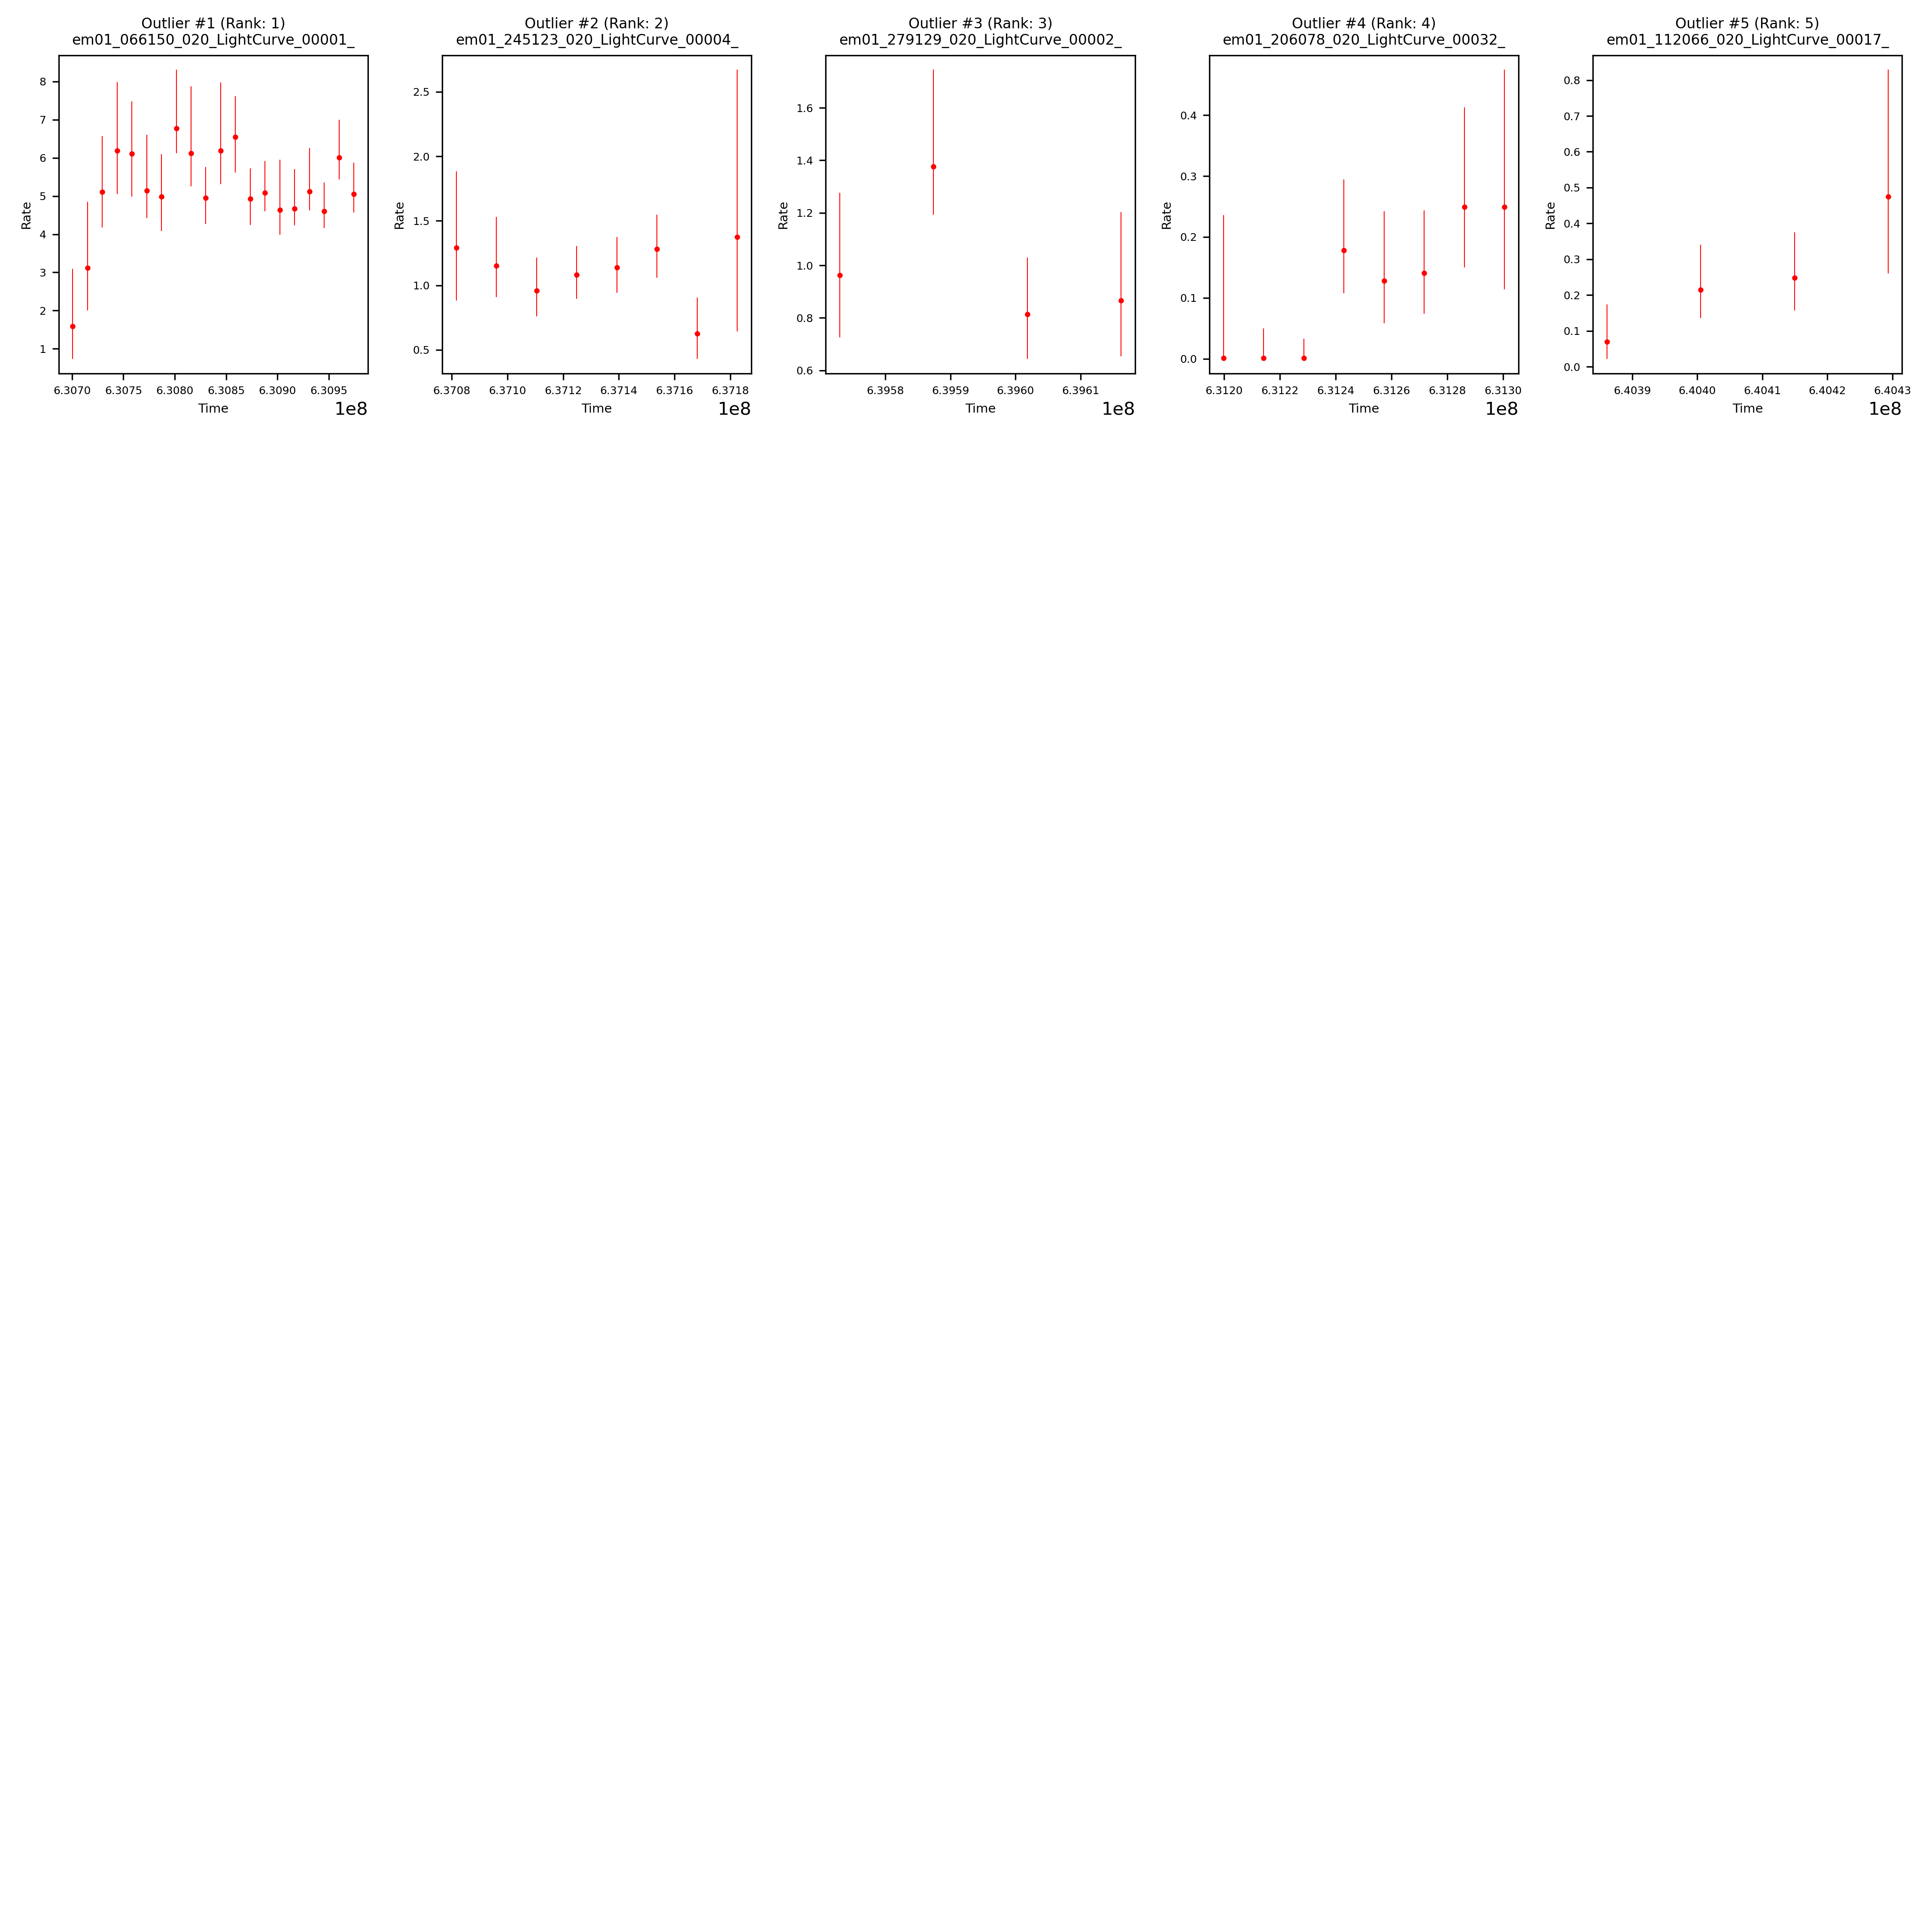 Outlier #1 (Rank: 1)
em01_066150_020_LightCurve_00001_
Rate
8
7
6
5
4
3
2
1
6.3070 6.3075 6.3080 6.3085 6.3090 6.3095
Time
1e8
Outlier #2 (Rank: 2)
em01_245123_020_LightCurve_00004_
Rate
2.5
2.0
1.5
1.0
0.5
6.3708 6.3710 6.3712 6.3714 6.3716 6.3718
Time
1e8
Outlier #3 (Rank: 3)
em01_279129_020_LightCurve_00002_
Rate
1.6
1.4
1.2
1.0
0.8
0.6
6.3958 6.3959 6.3960 6.3961
Time
1e8
Outlier #4 (Rank: 4)
em01_206078_020_LightCurve_00032_
Rate
0.4
0.3
0.2
0.1
0.0
6.3120 6.3122 6.3124 6.3126 6.3128 6.3130
Time
1e8
Outlier #5 (Rank: 5)
em01_112066_020_LightCurve_00017_
Rate
0.8
0.7
0.6
0.5
0.4
0.3
0.2
0.1
0.0
6.4039 6.4040 6.4041 6.4042 6.4043
Time
1e8